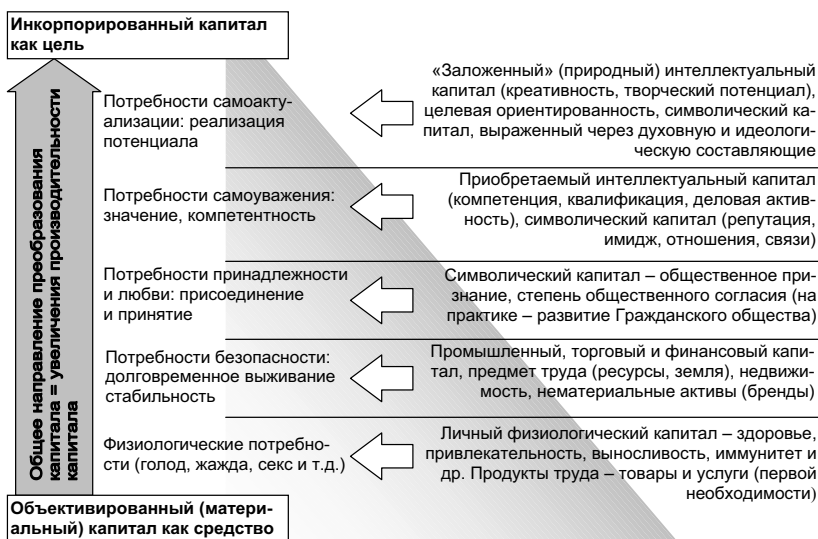 Инкорпорированный капитал
как цель
Общее направление преобразования
капитала = увеличения производительности
капитала
Потребности самоакту-
ализации: реализация
потенциала
«Заложенный» (природный) интеллектуальный
капитал (креативность, творческий потенциал),
целевая ориентированность, символический ка-
питал, выраженный через духовную и идеологи-
ческую составляющие
Потребности самоуважения:
значение, компетентность
Приобретаемый интеллектуальный капитал
(компетенция, квалификация, деловая актив-
ность), символический капитал (репутация,
имидж, отношения, связи)
Потребности принадлежности
и любви: присоединение
и принятие
Символический капитал – общественное при-
знание, степень общественного согласия (на
практике – развитие Гражданского общества)
Потребности безопасности:
долговременное выживание
стабильность
Промышленный, торговый и финансовый капи-
тал, предмет труда (ресурсы, земля), недвижи-
мость, нематериальные активы (бренды)
Физиологические потребно-
сти (голод, жажда, секс и т.д.)
Личный физиологический капитал – здоровье,
привлекательность, выносливость, иммунитет и
др. Продукты труда – товары и услуги (первой
необходимости)
Объективированный (матери-
альный) капитал как средство